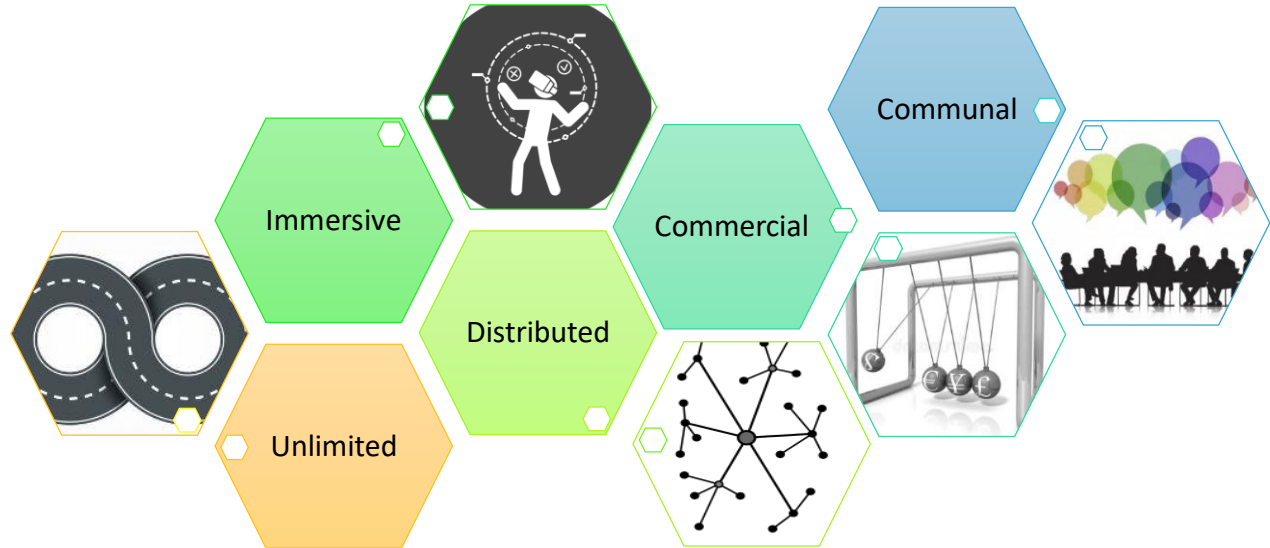 Communal
Immersive
Commercial
Distributed
Unlimited
€
¥
£